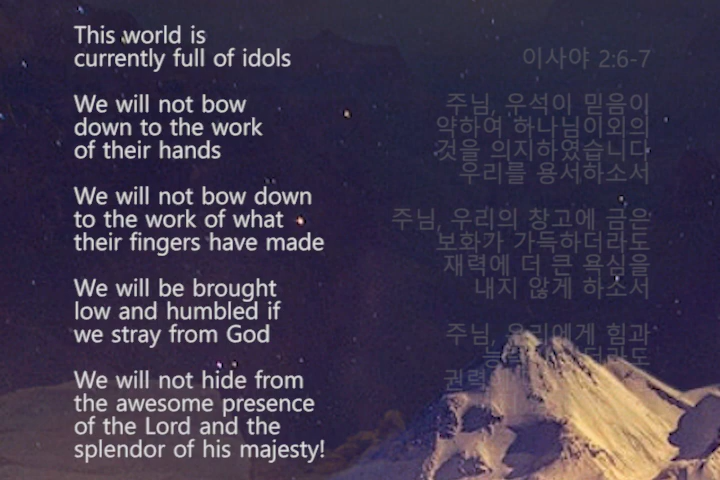 This world is
currently full of idols
We will not bow
down to the work
of their hands
We will not bow down
to the work of what
their fingers have made
We will be brought
low and humbled if
we stray from God
We will not hide from
the awesome presence
of the Lord and the
splendor of his majesty!
이사야 2:6-7
주님, 우석이 믿음이
약하여 하나님이외의
것을 의지하였습니다
우리를 용서하소서
주님, 우리의 창고에 금은
보화가 가득하더라도
재력에 더 큰 욕심을
내지 않게 하소서
주님, 우리에게 힘과